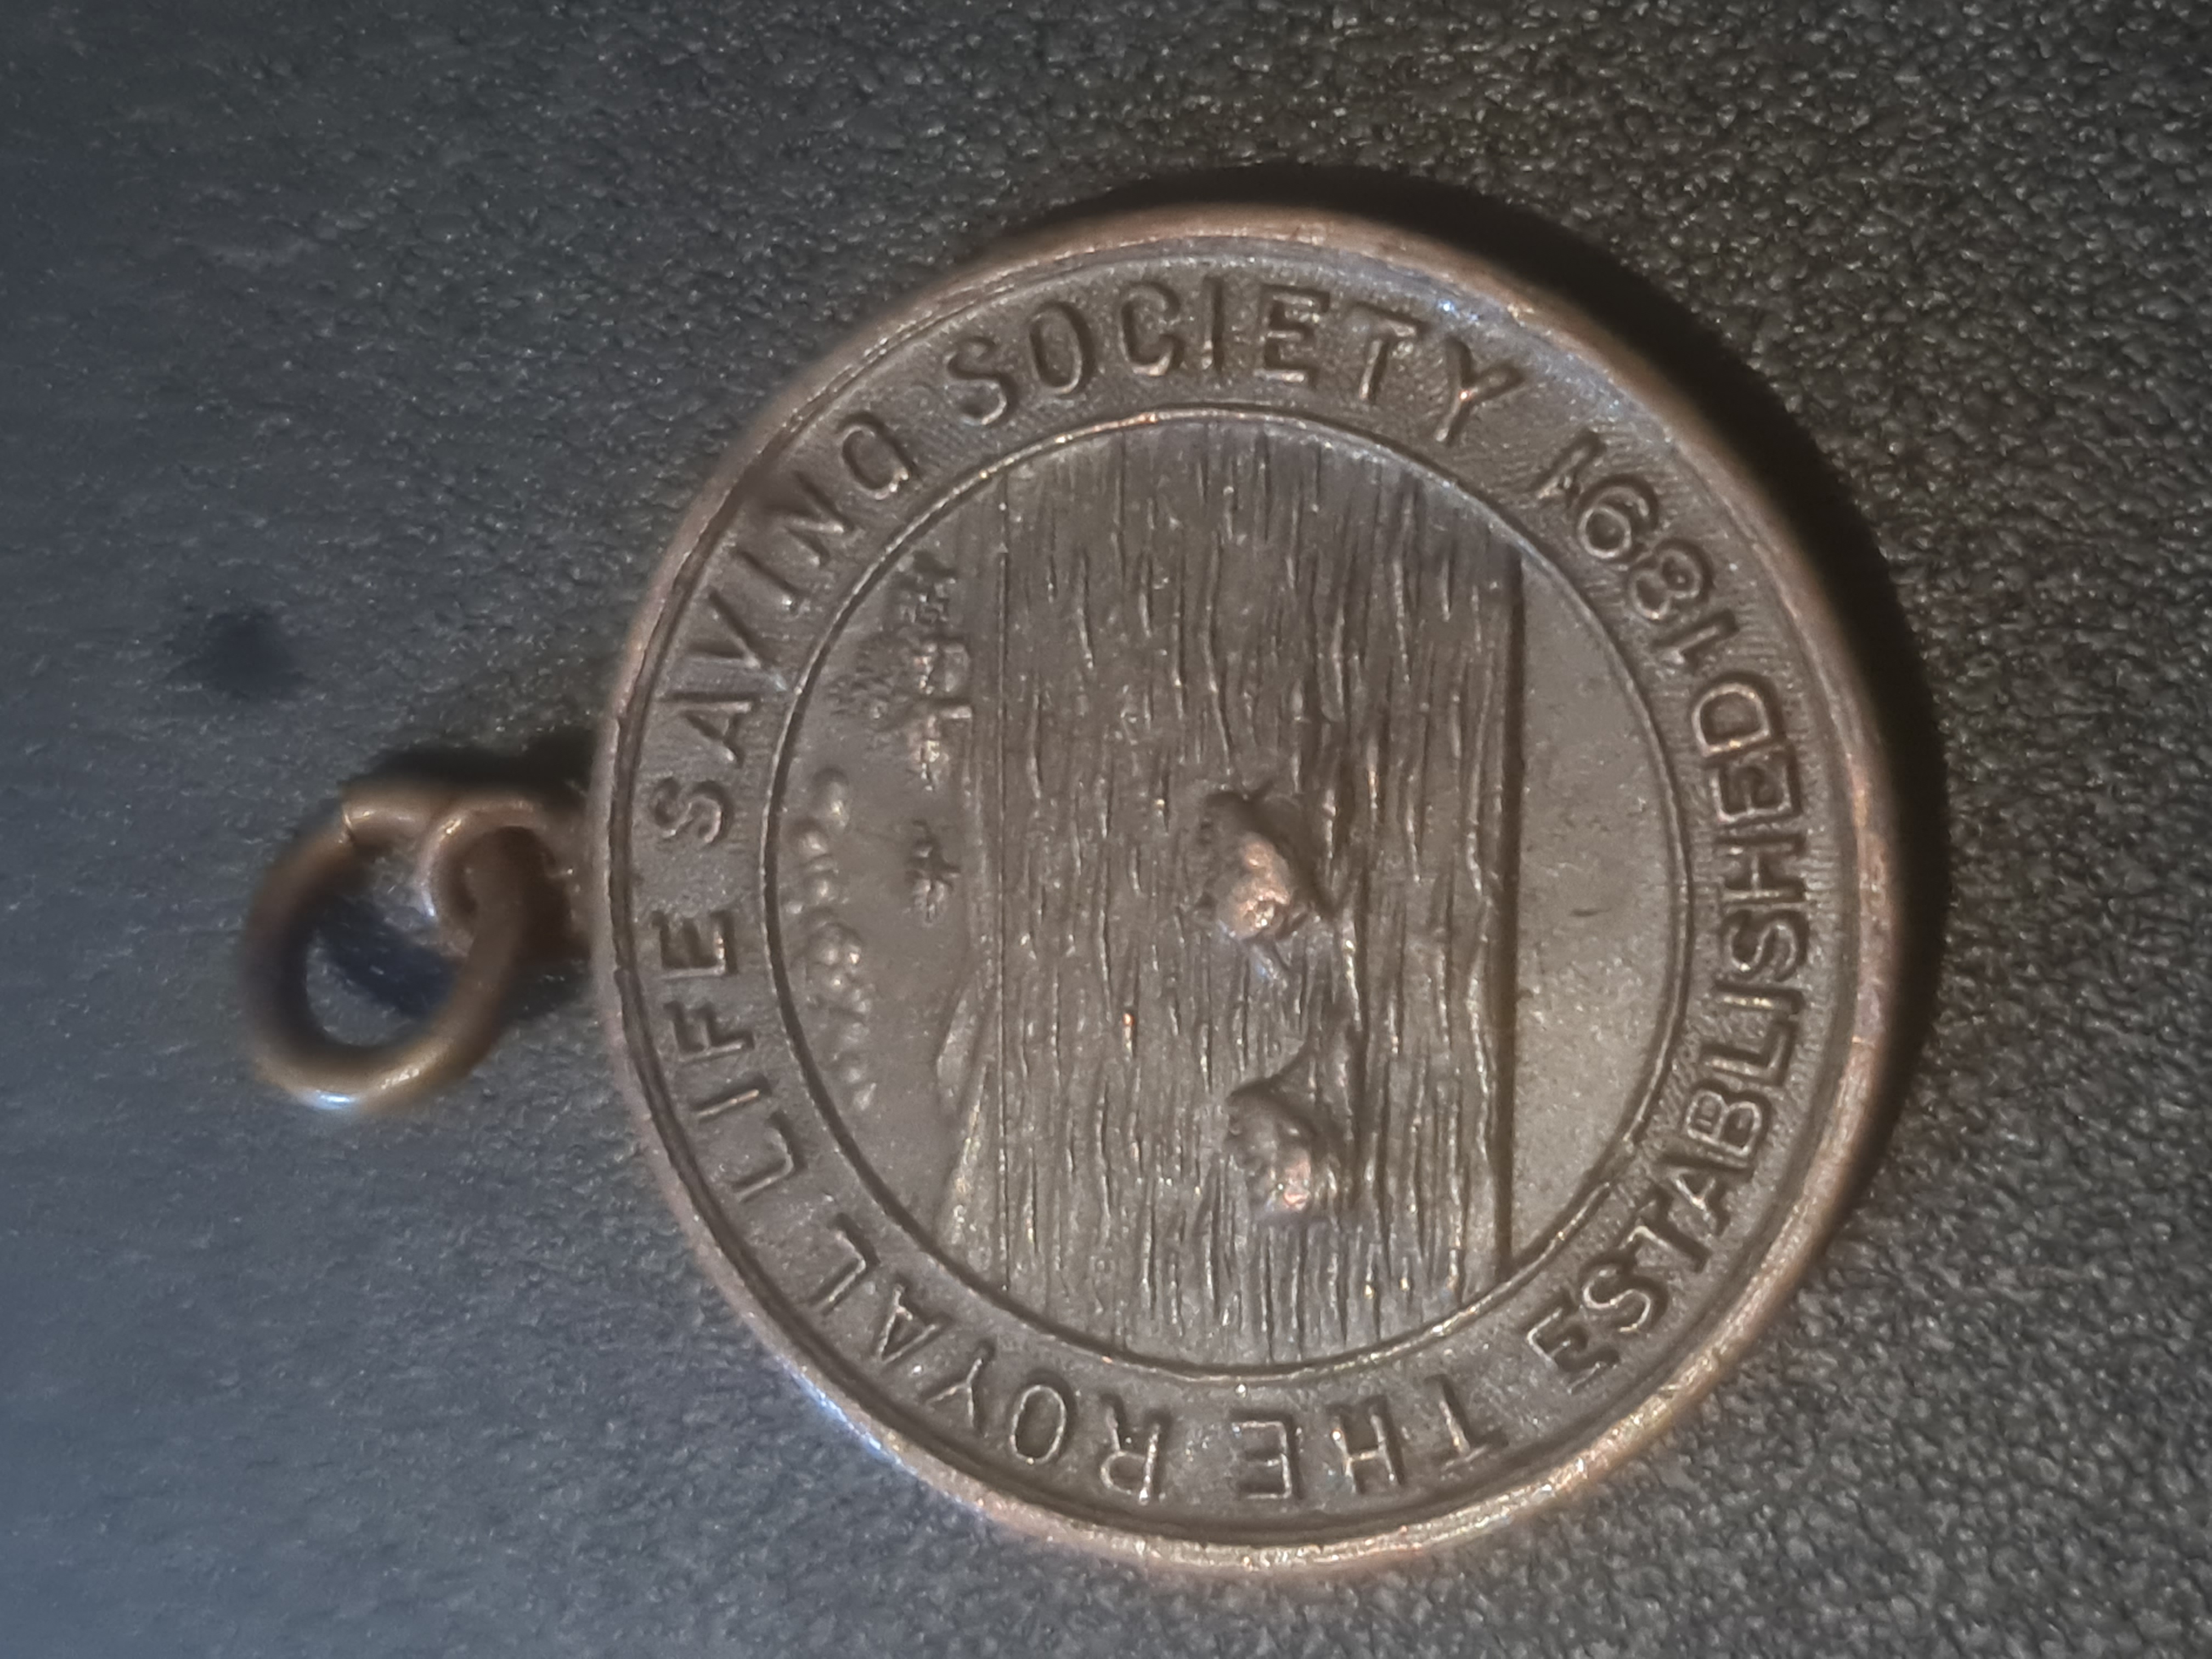 THE ROYAL LIFE SAVING SOCIETY
ESTABLISHED 1891